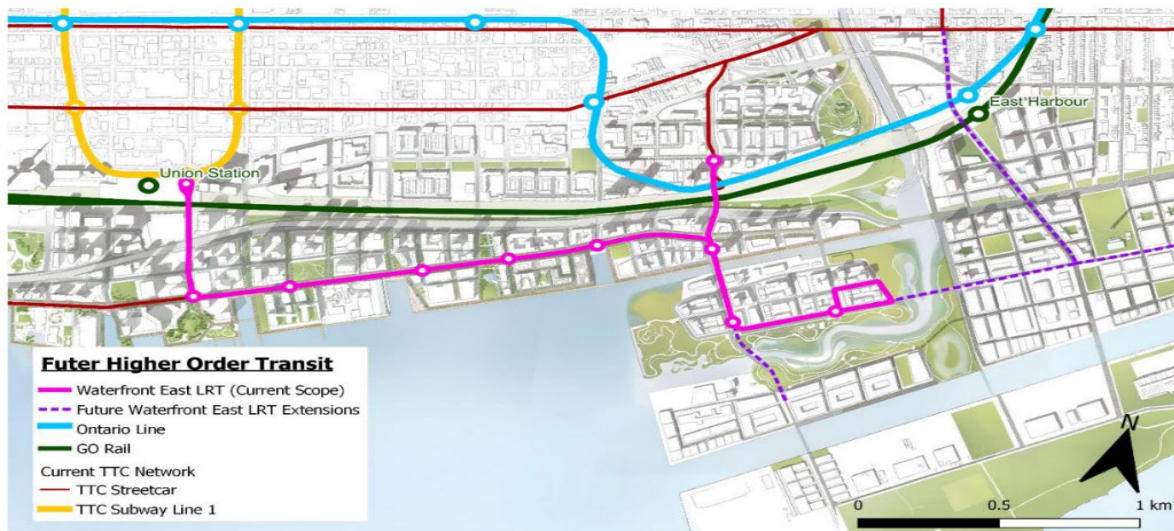 Union Station
East Harbour
Futer Higher Order Transit
Waterfront East LRT (Current Scope)
Future Waterfront East LRT Extensions
Ontario Line
GO Rail
Current TTC Network
TTC Streetcar
TTC Subway Line 1
N
0 0.5 1 km